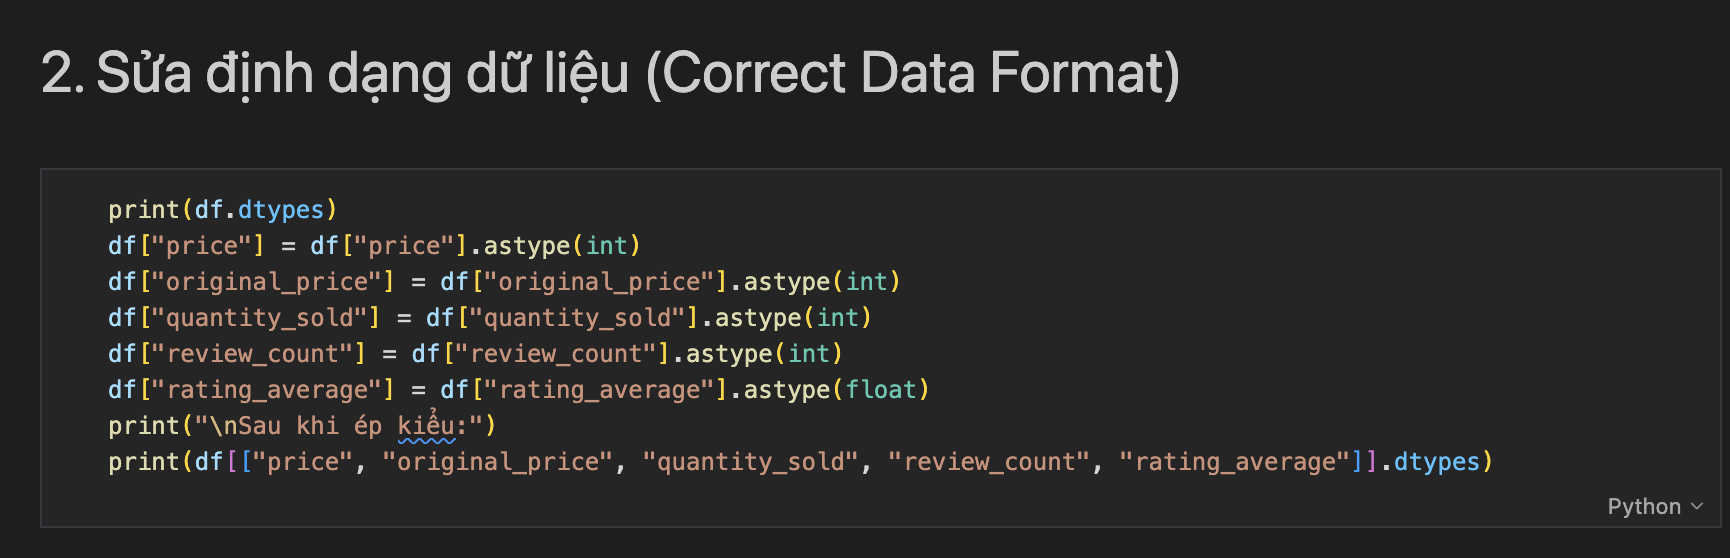 2. Sửa định dạng dữ liệu (Correct Data Format)
print(df.dtypes)
df["price"] = df["price"].astype(int)
df["original_price"] = df["original_price"].astype(int)
df["quantity_sold"] = df["quantity_sold"].astype(int)
df["review_count"] = df["review_count"].astype(int)
df["rating_average"] = df["rating_average"].astype(float)
print("\nSau khi ép kiểu:")
print(df[["price", "original_price", "quantity_sold", "review_count", "rating_average"]].dtypes)
Python